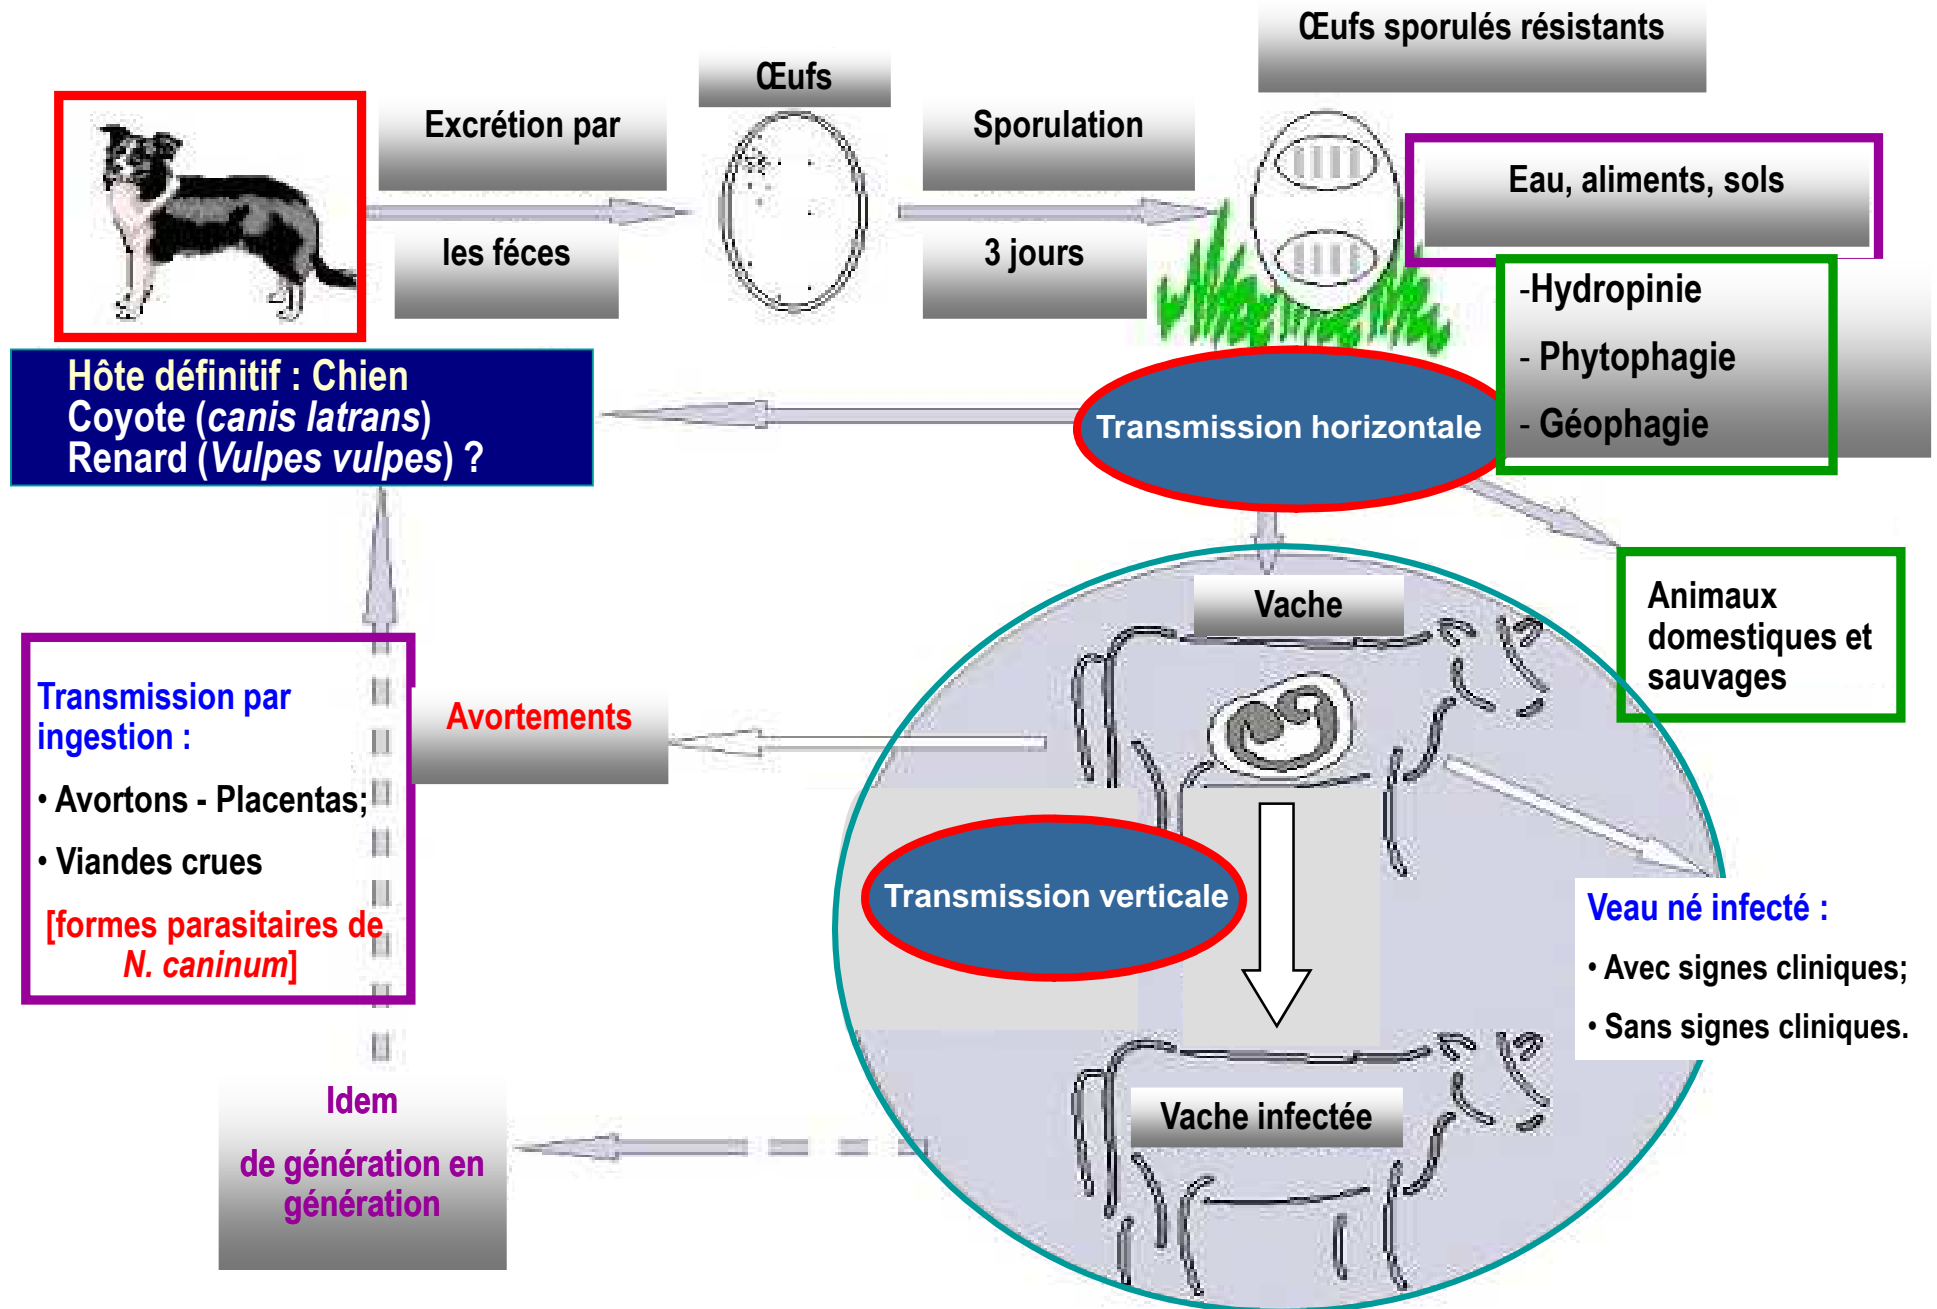 Œufs sporulés résistants
Œufs
Excrétion par
les féces
Sporulation
3 jours
Eau, aliments, sols
-Hydropinie
- Phytophagie
- Géophagie
Hôte définitif : Chien
Coyote (canis latrans)
Renard (Vulpes vulpes) ?
Transmission horizontale
Vache
Animaux
domestiques et
sauvages
Transmission par
ingestion :
• Avortons - Placentas;
• Viandes crues
[formes parasitaires de
N. caninum]
Avortements
Transmission verticale
Veau né infecté :
• Avec signes cliniques;
• Sans signes cliniques.
Idem
de génération en
génération
Vache infectée